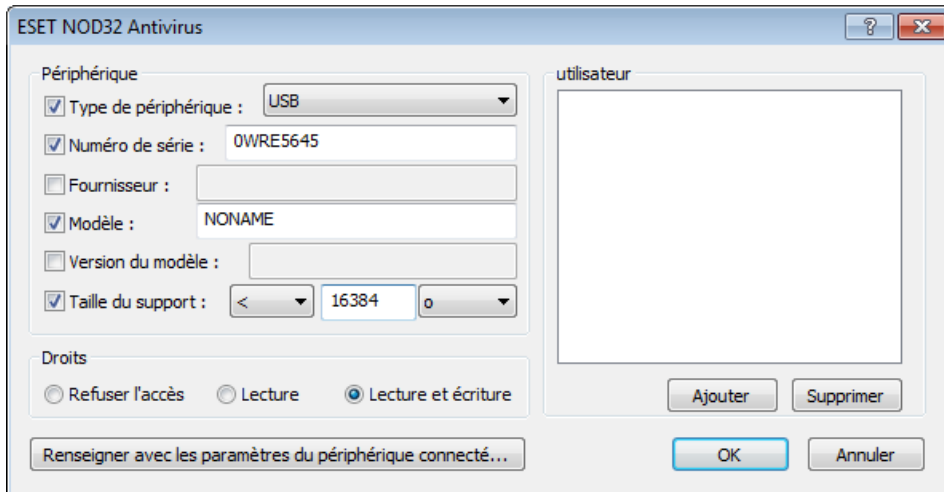 ESET NOD32 Antivirus
Périphérique
Type de périphérique : USB
Numéro de série : 0WRE5645
Fournisseur :
Modèle : NONAME
Version du modèle :
Taille du support : < 16384 o
Droits
Refuser l'accès Lecture Lecture et écriture
utilisateur
Ajouter Supprimer
Renseigner avec les paramètres du périphérique connecté... OK Annuler